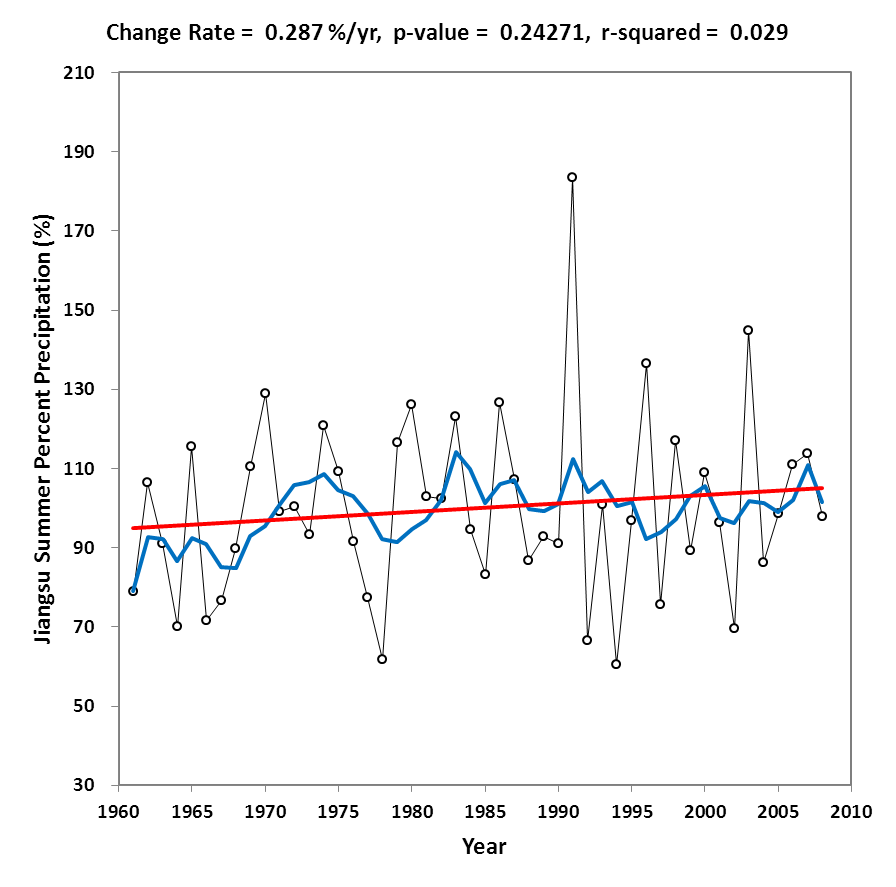 Change Rate = 0.287 %/yr, p-value = 0.24271, r-squared = 0.029
210
190
170
150
130
110
90
70
50
30
Jiangsu Summer Percent Precipitation (%)
1960 1965 1970 1975 1980 1985 1990 1995 2000 2005 2010
Year